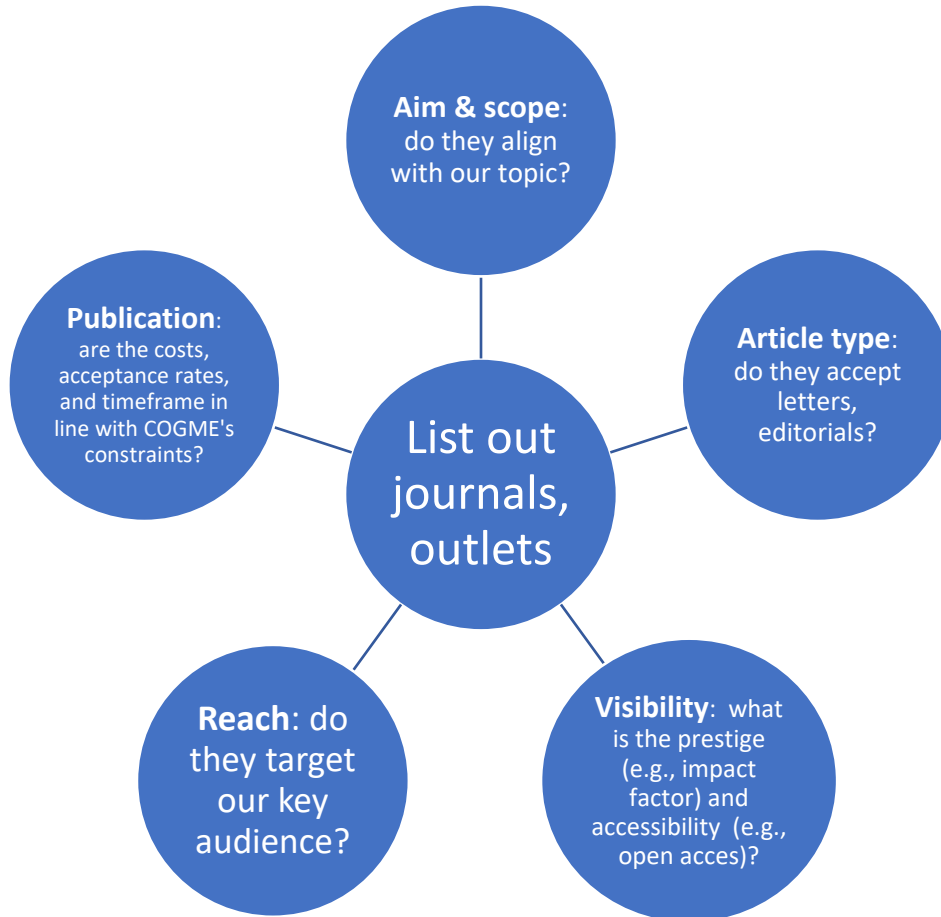 Aim & scope:
do they align
with our topic?
Publication:
are the costs,
acceptance rates,
and timeframe in
line with COGME's
constraints?
Article type:
do they accept
letters,
editorials?
List out
journals,
outlets
Reach: do
they target
our key
audience?
Visibility:  what
is the prestige
(e.g., impact
factor) and
accessibility  (e.g.,
open acces)?